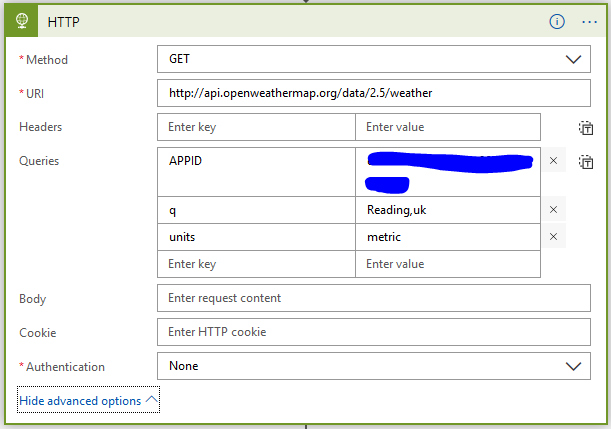 HTTP
* Method GET
* URI http://api.openweathermap.org/data/2.5/weather
Headers Enter key Enter value
Queries APPID
q Reading,uk
units metric
Enter key Enter value
Body Enter request content
Cookie Enter HTTP cookie
* Authentication None
Hide advanced options